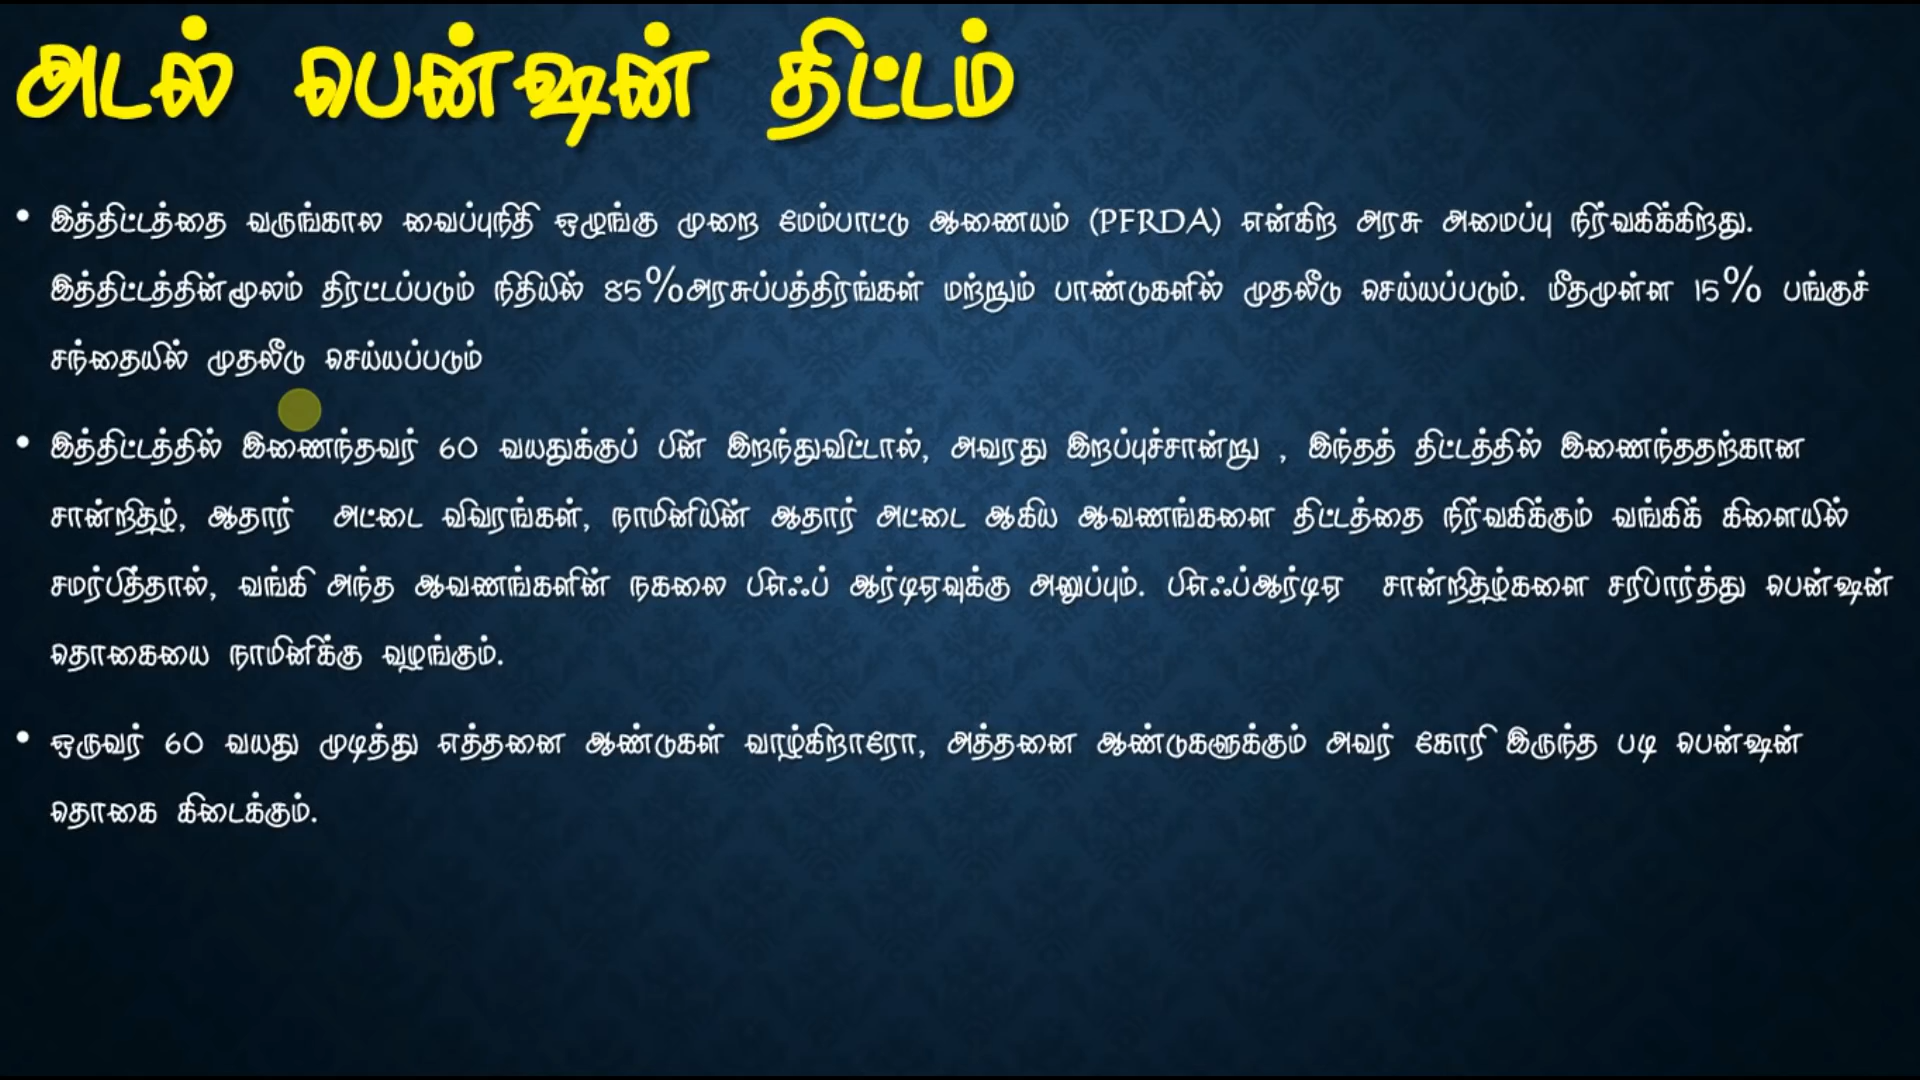 அடல் பென்ஷன் திட்டம்
• இத்திட்டத்தை வருங்கால வைப்புநிதி ஒழுங்கு முறை மேம்பாட்டு ஆணையம் (PFRDA) என்கிற அரசு அமைப்பு நிர்வகிக்கிறது.
இத்திட்டத்தின்மூலம் திரட்டப்படும் நிதியில் 85%அரசுப்பத்திரங்கள் மற்றும் பாண்டுகளில் முதலீடு செய்யப்படும். மீதமுள்ள 15% பங்குச்
சந்தையில் முதலீடு செய்யப்படும்
• இத்திட்டத்தில் இணைந்தவர் 60 வயதுக்குப் பின் இறந்துவிட்டால், அவரது இறப்புச்சான்று , இந்தத் திட்டத்தில் இணைந்ததற்கான
சான்றிதழ், ஆதார் அட்டை விவரங்கள், நாமினியின் ஆதார் அட்டை ஆகிய ஆவணங்களை திட்டத்தை நிர்வகிக்கும் வங்கிக் கிளையில்
சமர்பித்தால், வங்கி அந்த ஆவணங்களின் நகலை பிஎஃப் ஆர்டிஏவுக்கு அனுப்பும். பிஎஃப்ஆர்டிஏ சான்றிதழ்களை சரிபார்த்து பென்ஷன்
தொகையை நாமினிக்கு வழங்கும்.
• ஒருவர் 60 வயது முடித்து எத்தனை ஆண்டுகள் வாழ்கிறாரோ, அத்தனை ஆண்டுகளுக்கும் அவர் கோரி இருந்த படி பென்ஷன்
தொகை கிடைக்கும்.